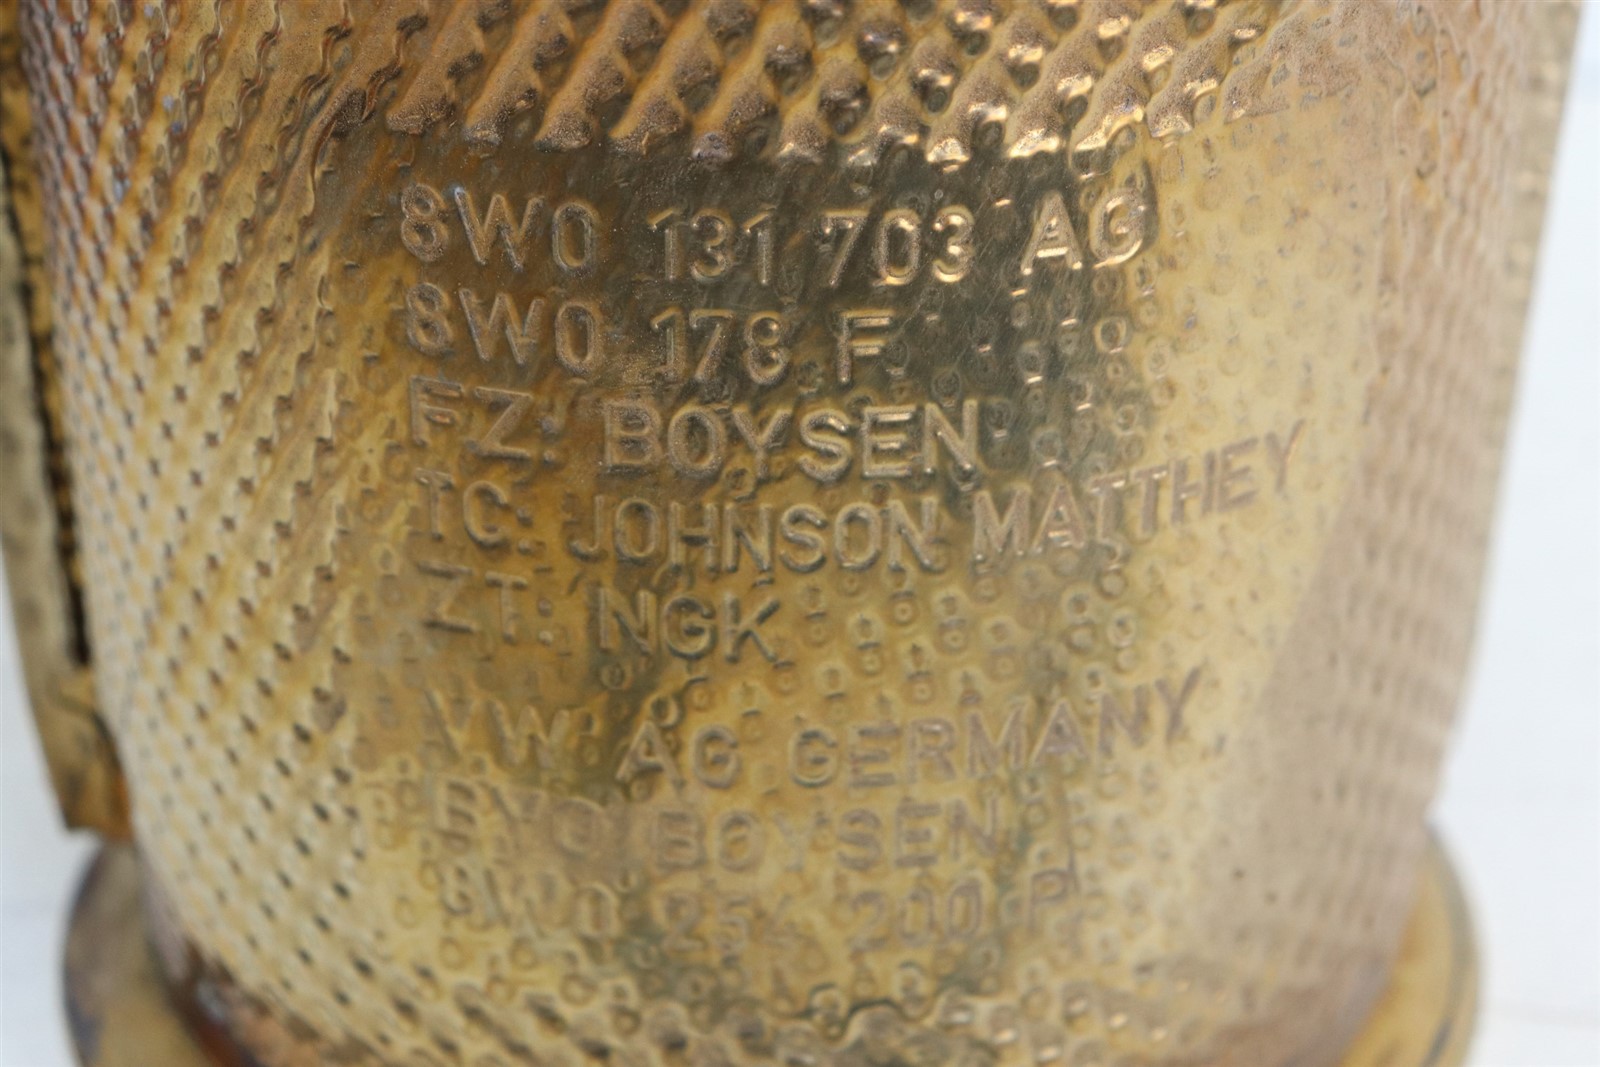 8W0 131 703 AG
8W0 178 F
FZ: BOYSEN
TC: JOHNSON MATTHEY
ZT: NGK
VW AG GERMANY
BYO BOYSEN
8W0 254 200 P